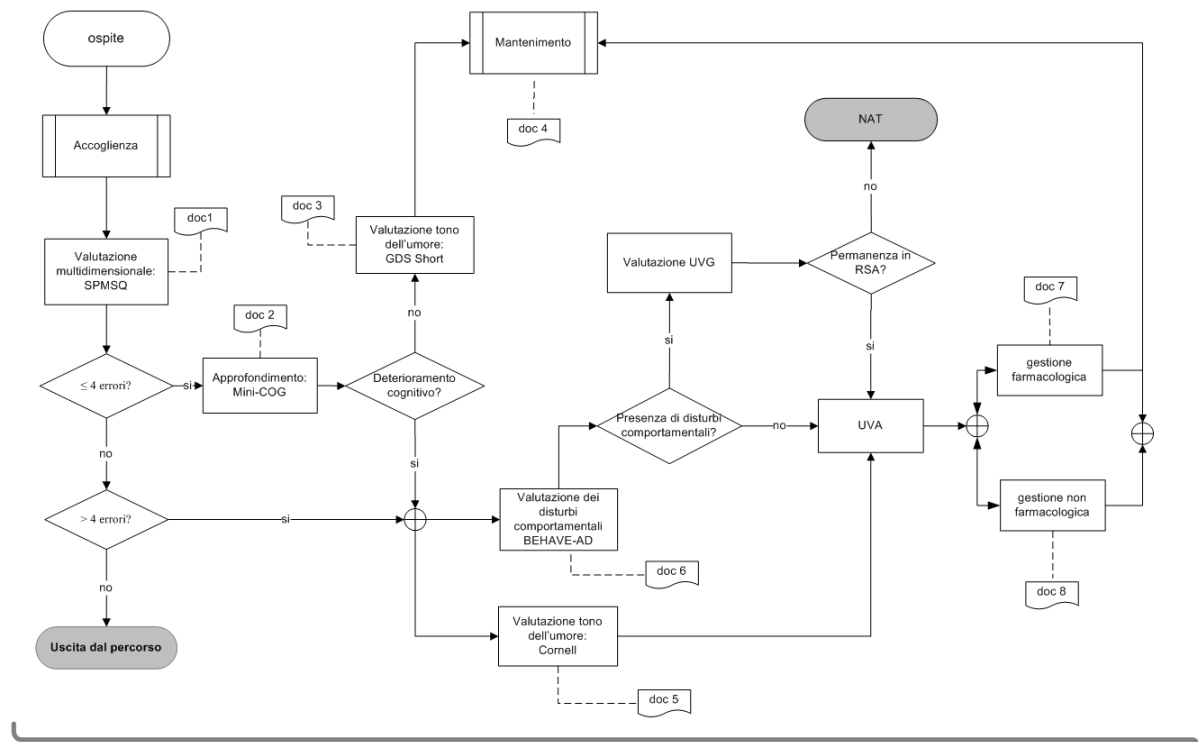 ospite
Mantenimento
doc 4
NAT
Accoglienza
no
doc 3
doc1
Valutazione tono
dell'umore:
GDS Short
Valutazione
multidimensionale:
SPMSQ
Valutazione UVG
Permanenza in
RSA?
doc 7
no
doc 2
si
si
gestione
farmacologica
≤ 4 errori?
si
Approfondimento:
Mini-COG
Deterioramento
cognitivo?
Presenza di disturbi
comportamentali?
no
UVA
no
si
Valutazione dei
disturbi
comportamentali
BEHAVE-AD
gestione non
farmacologica
> 4 errori?
si
doc 6
doc 8
no
Uscita dal percorso
Valutazione tono
dell'umore:
Cornell
doc 5